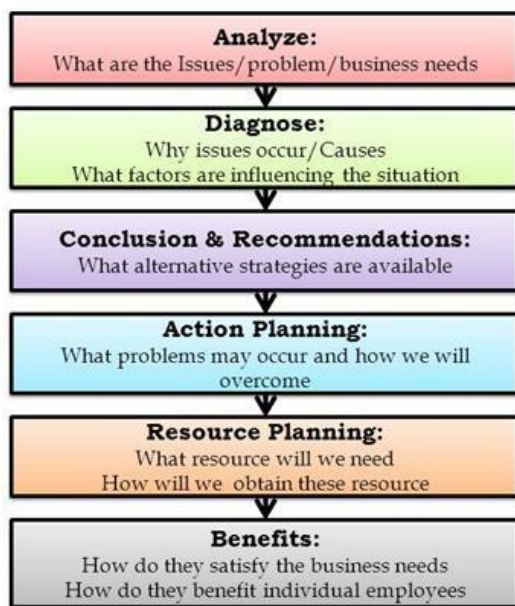 Analyze:
What are the Issues/problem/business needs
Diagnose:
Why issues occur/Causes
What factors are influencing the situation
Conclusion & Recommendations:
What alternative strategies are available
Action Planning:
What problems may occur and how we will
overcome
Resource Planning:
What resource will we need
How will we obtain these resource
Benefits:
How do they satisfy the business needs
How do they benefit individual employees